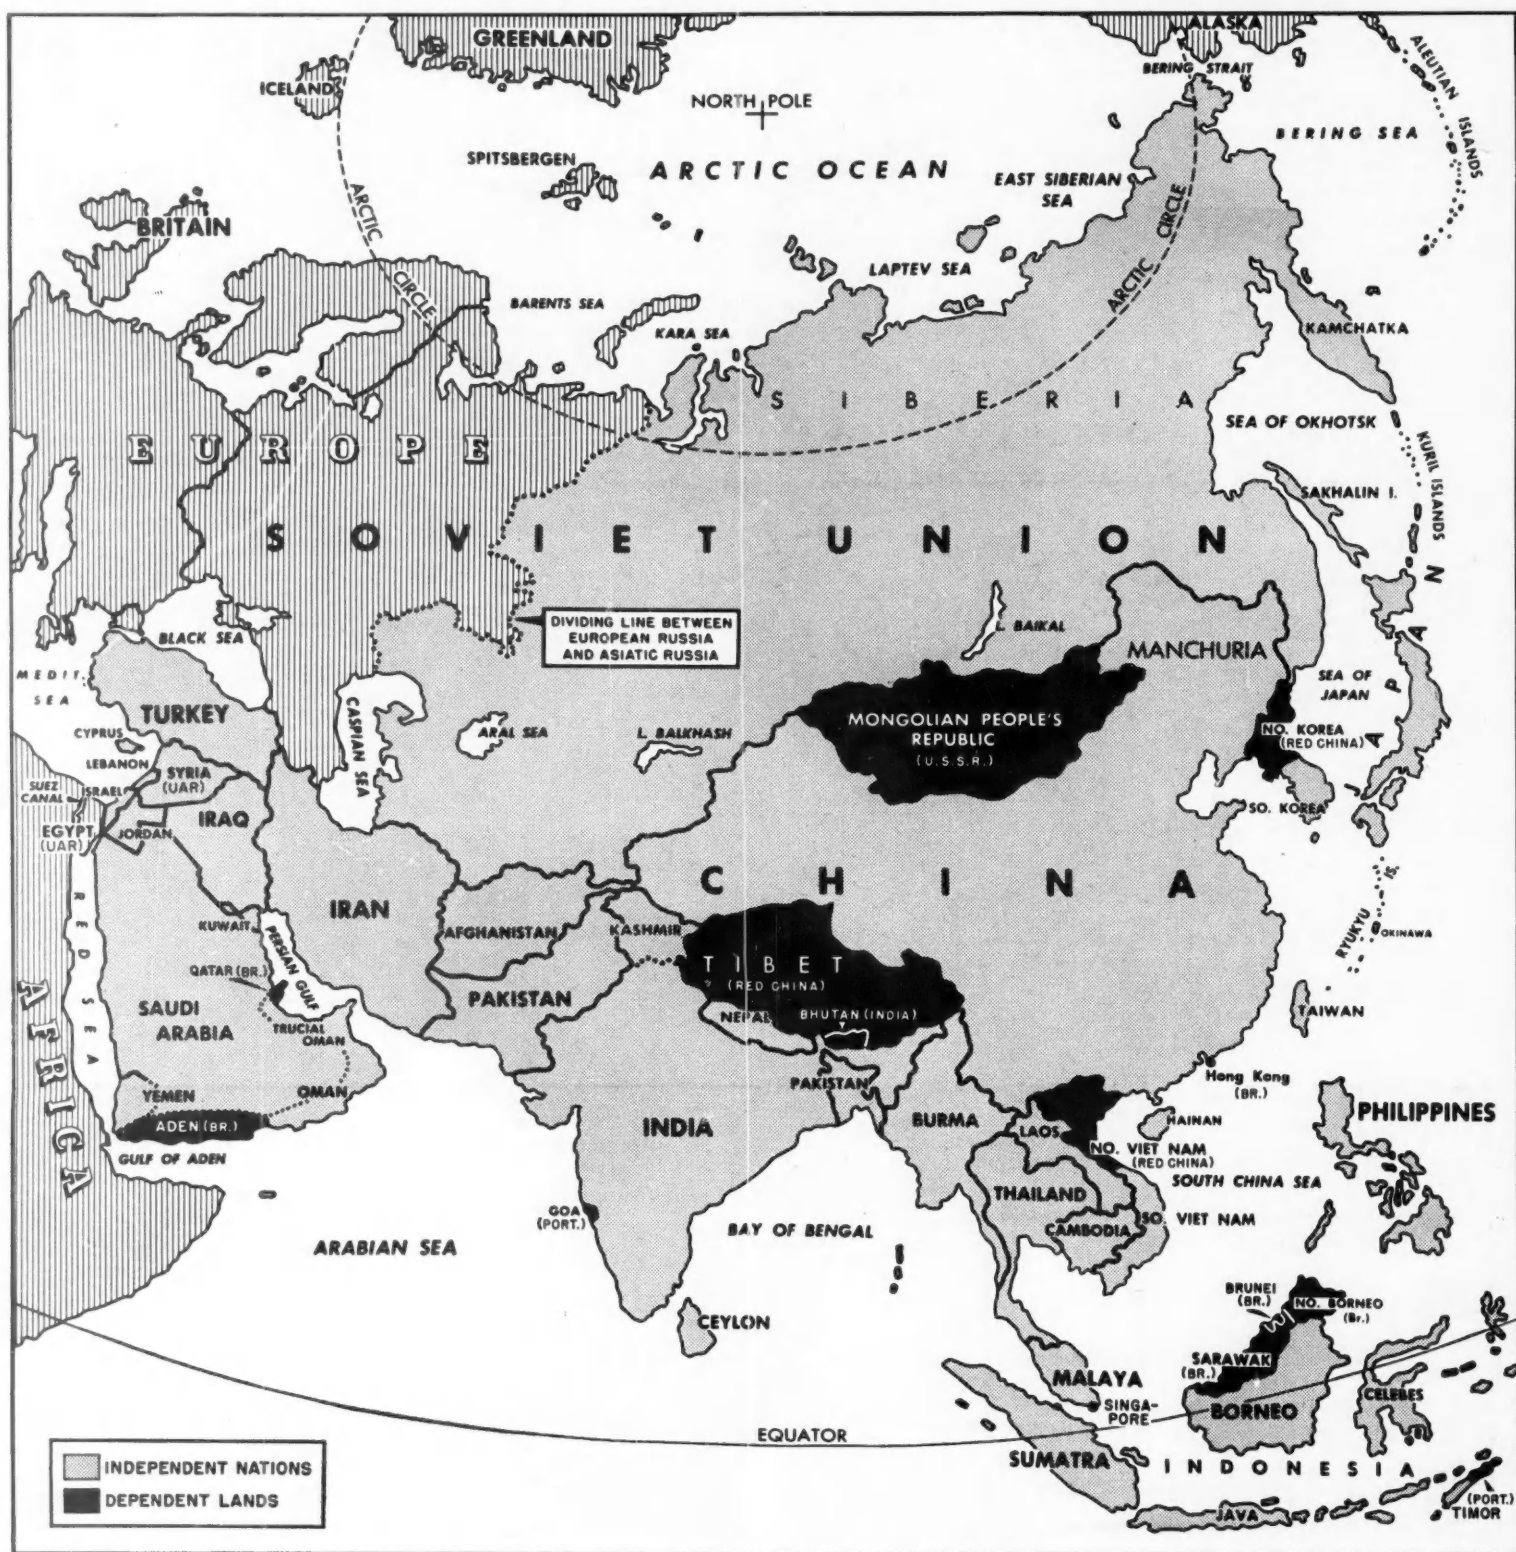 GREENLAND
ALASKA
BERING STRAIT
ALEUTIAN ISLANDS
ICELAND
NORTH POLE
BERING SEA
SPITSBERGEN
ARCTIC OCEAN
EAST SIBERIAN
SEA
ARCTIC CIRCLE
ARCTIC CIRCLE
BRITAIN
LAPTEV SEA
BARENTS SEA
KARA SEA
KAMCHATKA
SIBERIA
SEA OF OKHOTSK
EUROPE
KURIL ISLANDS
SAKHALIN I.
SOVIET UNION
DIVIDING LINE BETWEEN
EUROPEAN RUSSIA
AND ASIATIC RUSSIA
L. BAIKAL
BLACK SEA
MANCHURIA
MEDIT.
SEA
SEA OF
JAPAN
JAPAN
TURKEY
CASPIAN SEA
ARAL SEA
L. BALKHASH
MONGOLIAN PEOPLE'S
REPUBLIC
(U.S.S.R.)
NO. KOREA
(RED CHINA)
CYPRUS
LEBANON
SYRIA
(UAR)
SUEZ
CANAL
ISRAEL
IRAQ
SO. KOREA
EGYPT
(UAR)
JORDAN
CHINA
RED SEA
IRAN
RYUKYU IS.
KUWAIT
PERSIAN GULF
AFGHANISTAN
KASHMIR
OKINAWA
QATAR (BR.)
TIBET
(RED CHINA)
AFRICA
SAUDI
ARABIA
PAKISTAN
TRUCIAL
OMAN
NEPAL
BHUTAN (INDIA)
TAIWAN
YEMEN
OMAN
PAKISTAN
Hong Kong
(BR.)
ADEN (BR.)
INDIA
BURMA
LAOS
HAINAN
PHILIPPINES
GULF OF ADEN
NO. VIET NAM
(RED CHINA)
SOUTH CHINA SEA
THAILAND
GOA
(PORT.)
BAY OF BENGAL
CAMBODIA
SO. VIET NAM
ARABIAN SEA
BRUNEI
(BR.)
NO. BORNEO
(Br.)
CEYLON
SARAWAK
(BR.)
MALAYA
SINGA-
PORE
BORNEO
CELEBES
EQUATOR
SUMATRA
INDONESIA
INDEPENDENT NATIONS
DEPENDENT LANDS
JAVA
(PORT.)
TIMOR